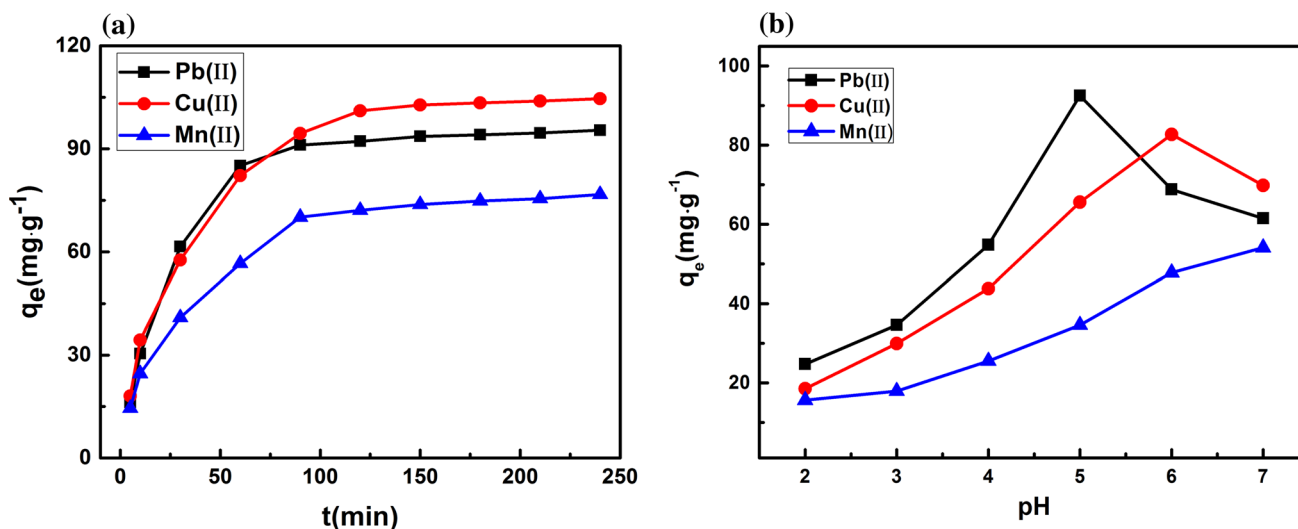 (a)
120
90
60
30
0
qe(mg·g-1)
Pb(II)
Cu(II)
Mn(II)
0 50 100 150 200 250
t(min)
(b)
100
80
60
40
20
qe(mg·g-1)
Pb(II)
Cu(II)
Mn(II)
2 3 4 5 6 7
pH